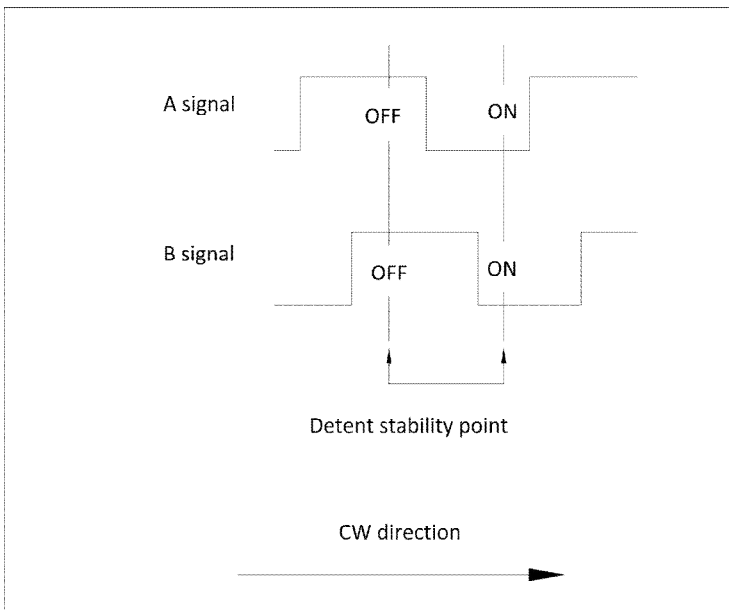 A signal
OFF
ON
B signal
OFF
ON
Detent stability point
CW direction